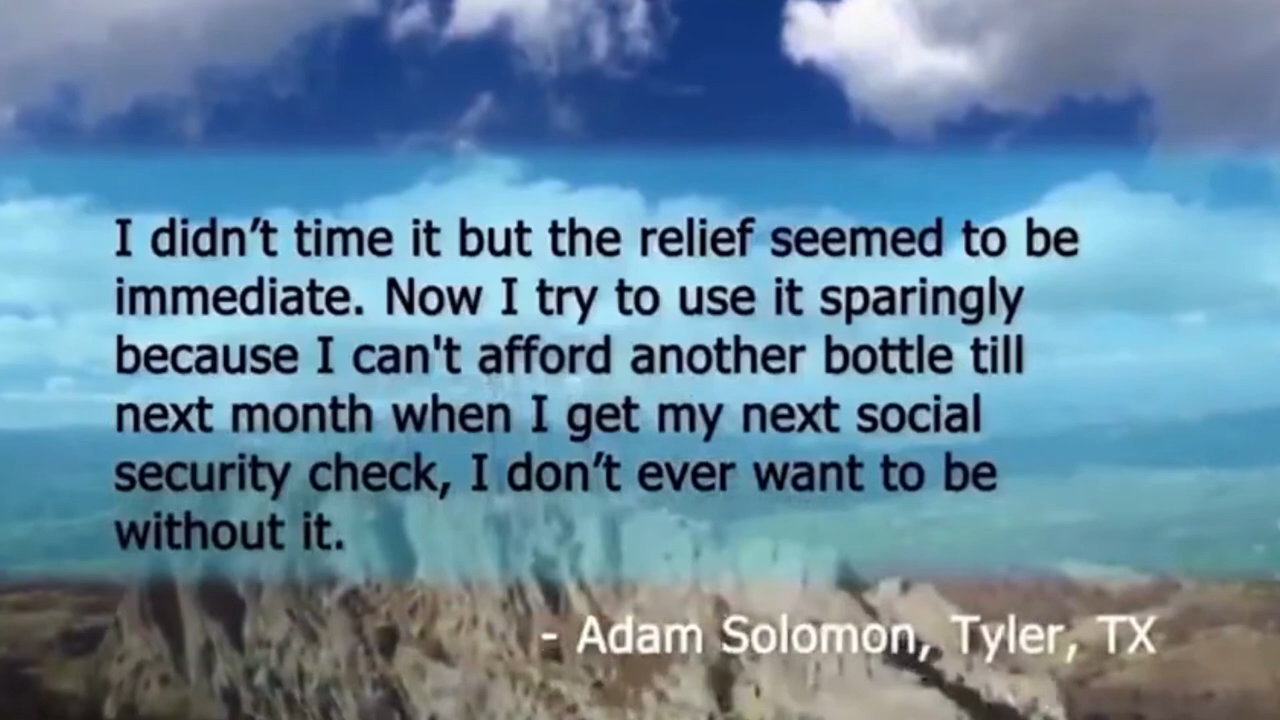 I didn’t time it but the relief seemed to be
immediate. Now I try to use it sparingly
because I can't afford another bottle till
next month when I get my next social
security check, I don’t ever want to be
without it.
- Adam Solomon, Tyler, TX